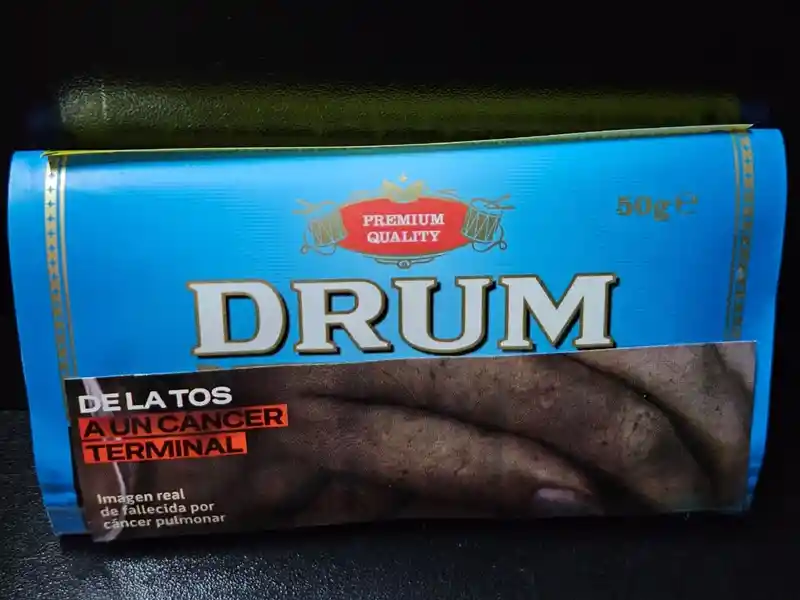 PREMIUM
QUALITY
50g℮
DRUM
DE LA TOS
A UN CANCER
TERMINAL
Imagen real
de fallecida por
cáncer pulmonar